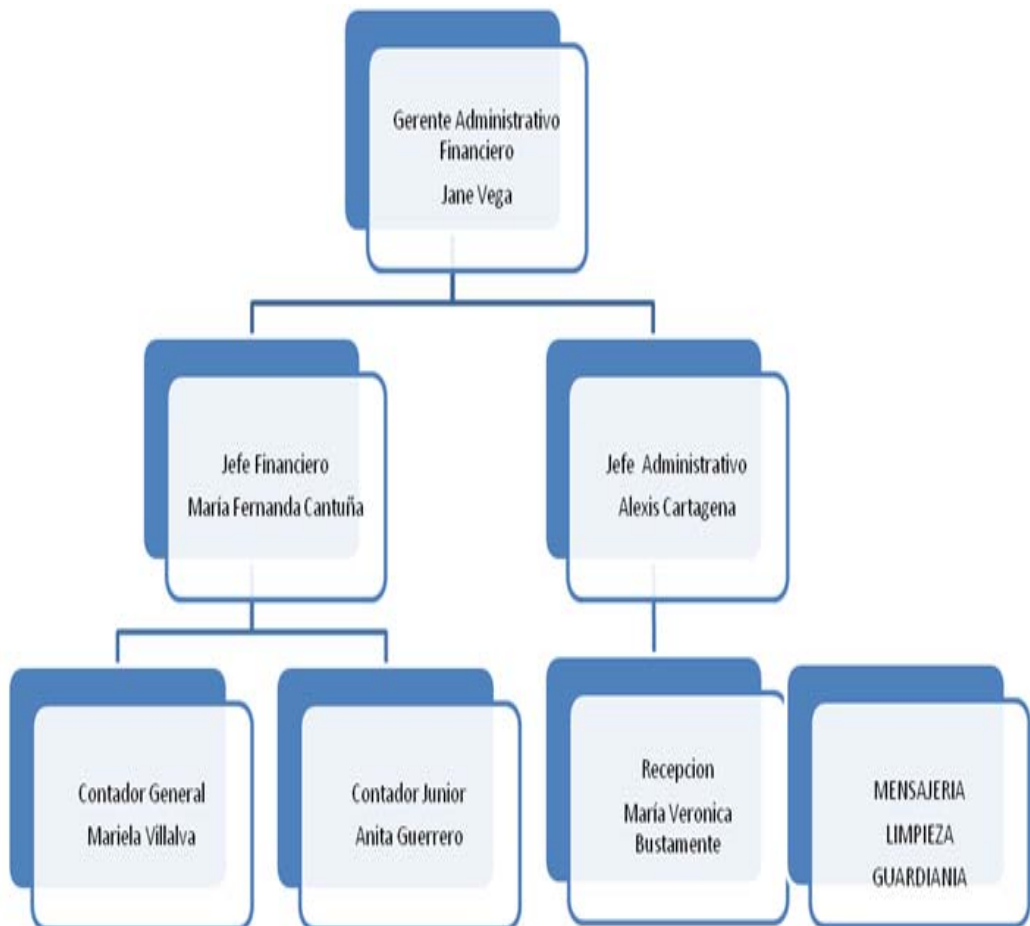 Gerente Administrativo
Financiero
Jane Vega
Jefe Financiero
María Fernanda Cantuña
Jefe Administrativo
Alexis Cartagena
Contador General
Mariela Villalva
Contador Junior
Anita Guerrero
Recepcion
María Veronica
Bustamente
MENSAJERIA
LIMPIEZA
GUARDIANIA